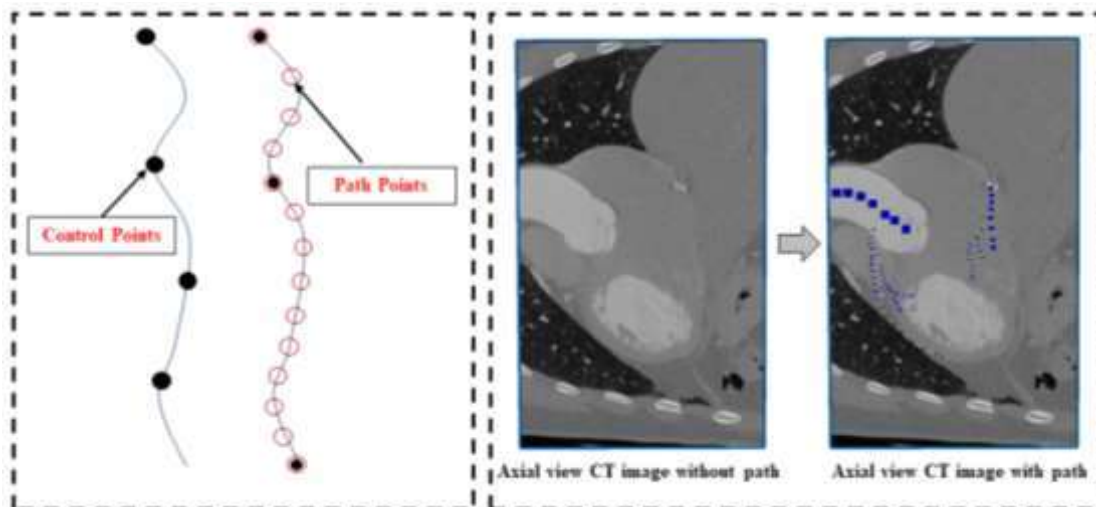 Path Points
Control Points
Axial view CT image without path
Axial view CT image with path